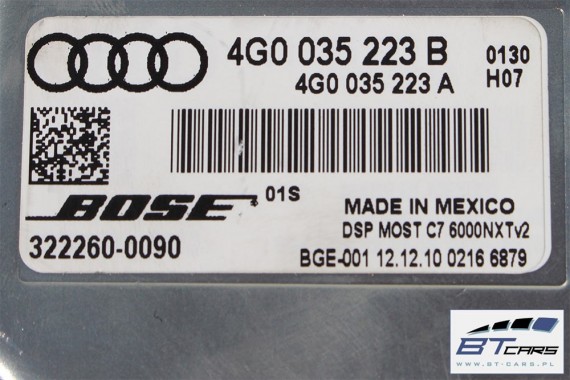 4G0 035 223 B
0130
4G0 035 223 A
H07
BOSE
01S
MADE IN MEXICO
DSP MOST C7 6000NXTv2
322260-0090
BGE-001 12.12.10 0216 6879
BT CARS
WWW.BT-CARS.PL